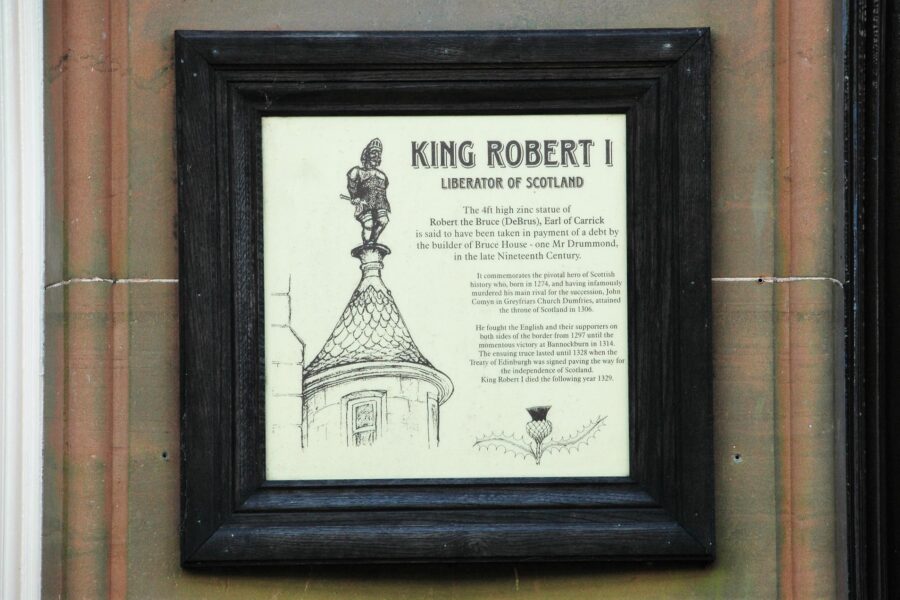 KING ROBERT I
LIBERATOR OF SCOTLAND
The 4ft high zinc statue of
Robert the Bruce (DeBrus), Earl of Carrick
is said to have been taken in payment of a debt by
the builder of Bruce House - one Mr Drummond,
in the late Nineteenth Century.
It commemorates the pivotal hero of Scottish
history who, born in 1274, and having infamously
murdered his main rival for the succession, John
Comyn in Greyfriars Church Dumfries, attained
the throne of Scotland in 1306.
He fought the English and their supporters on
both sides of the border from 1297 until the
momentous victory at Bannockburn in 1314.
The ensuing truce lasted until 1328 when the
Treaty of Edinburgh was signed paving the way for
the independence of Scotland.
King Robert I died the following year 1329.